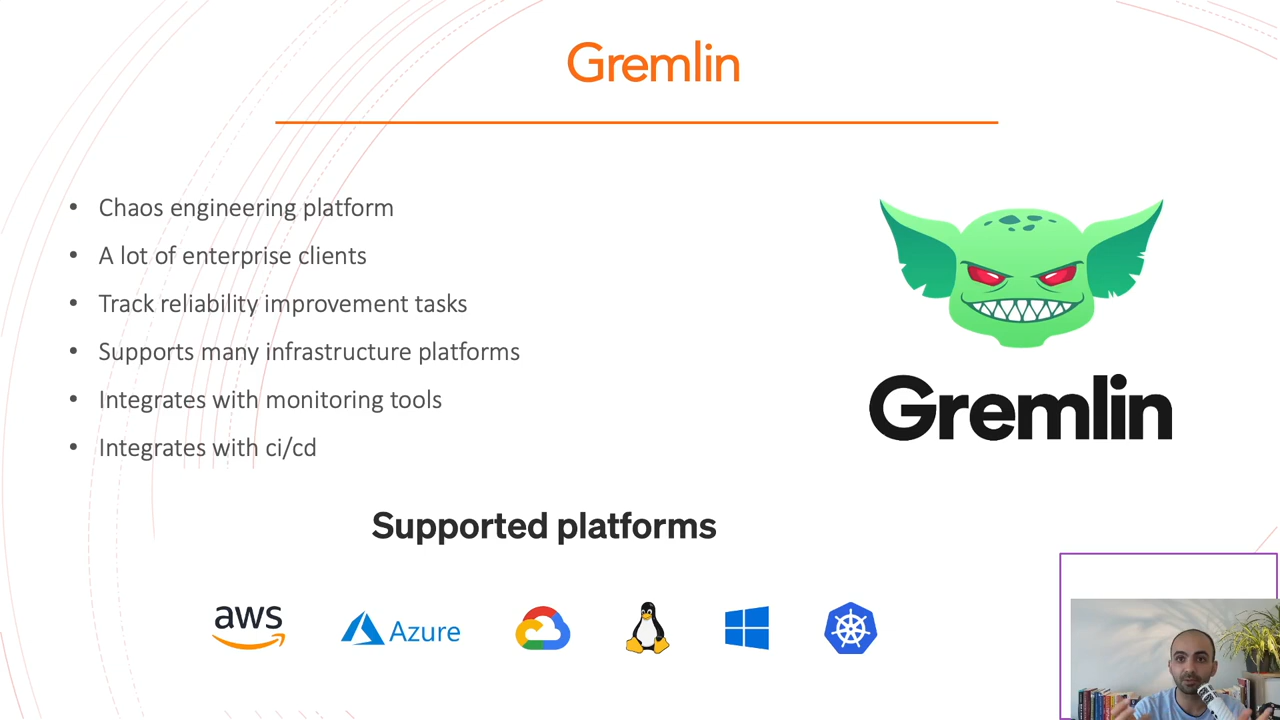 Gremlin
• Chaos engineering platform
• A lot of enterprise clients
• Track reliability improvement tasks
• Supports many infrastructure platforms
• Integrates with monitoring tools
• Integrates with ci/cd
Gremlin
Supported platforms
aws
Azure